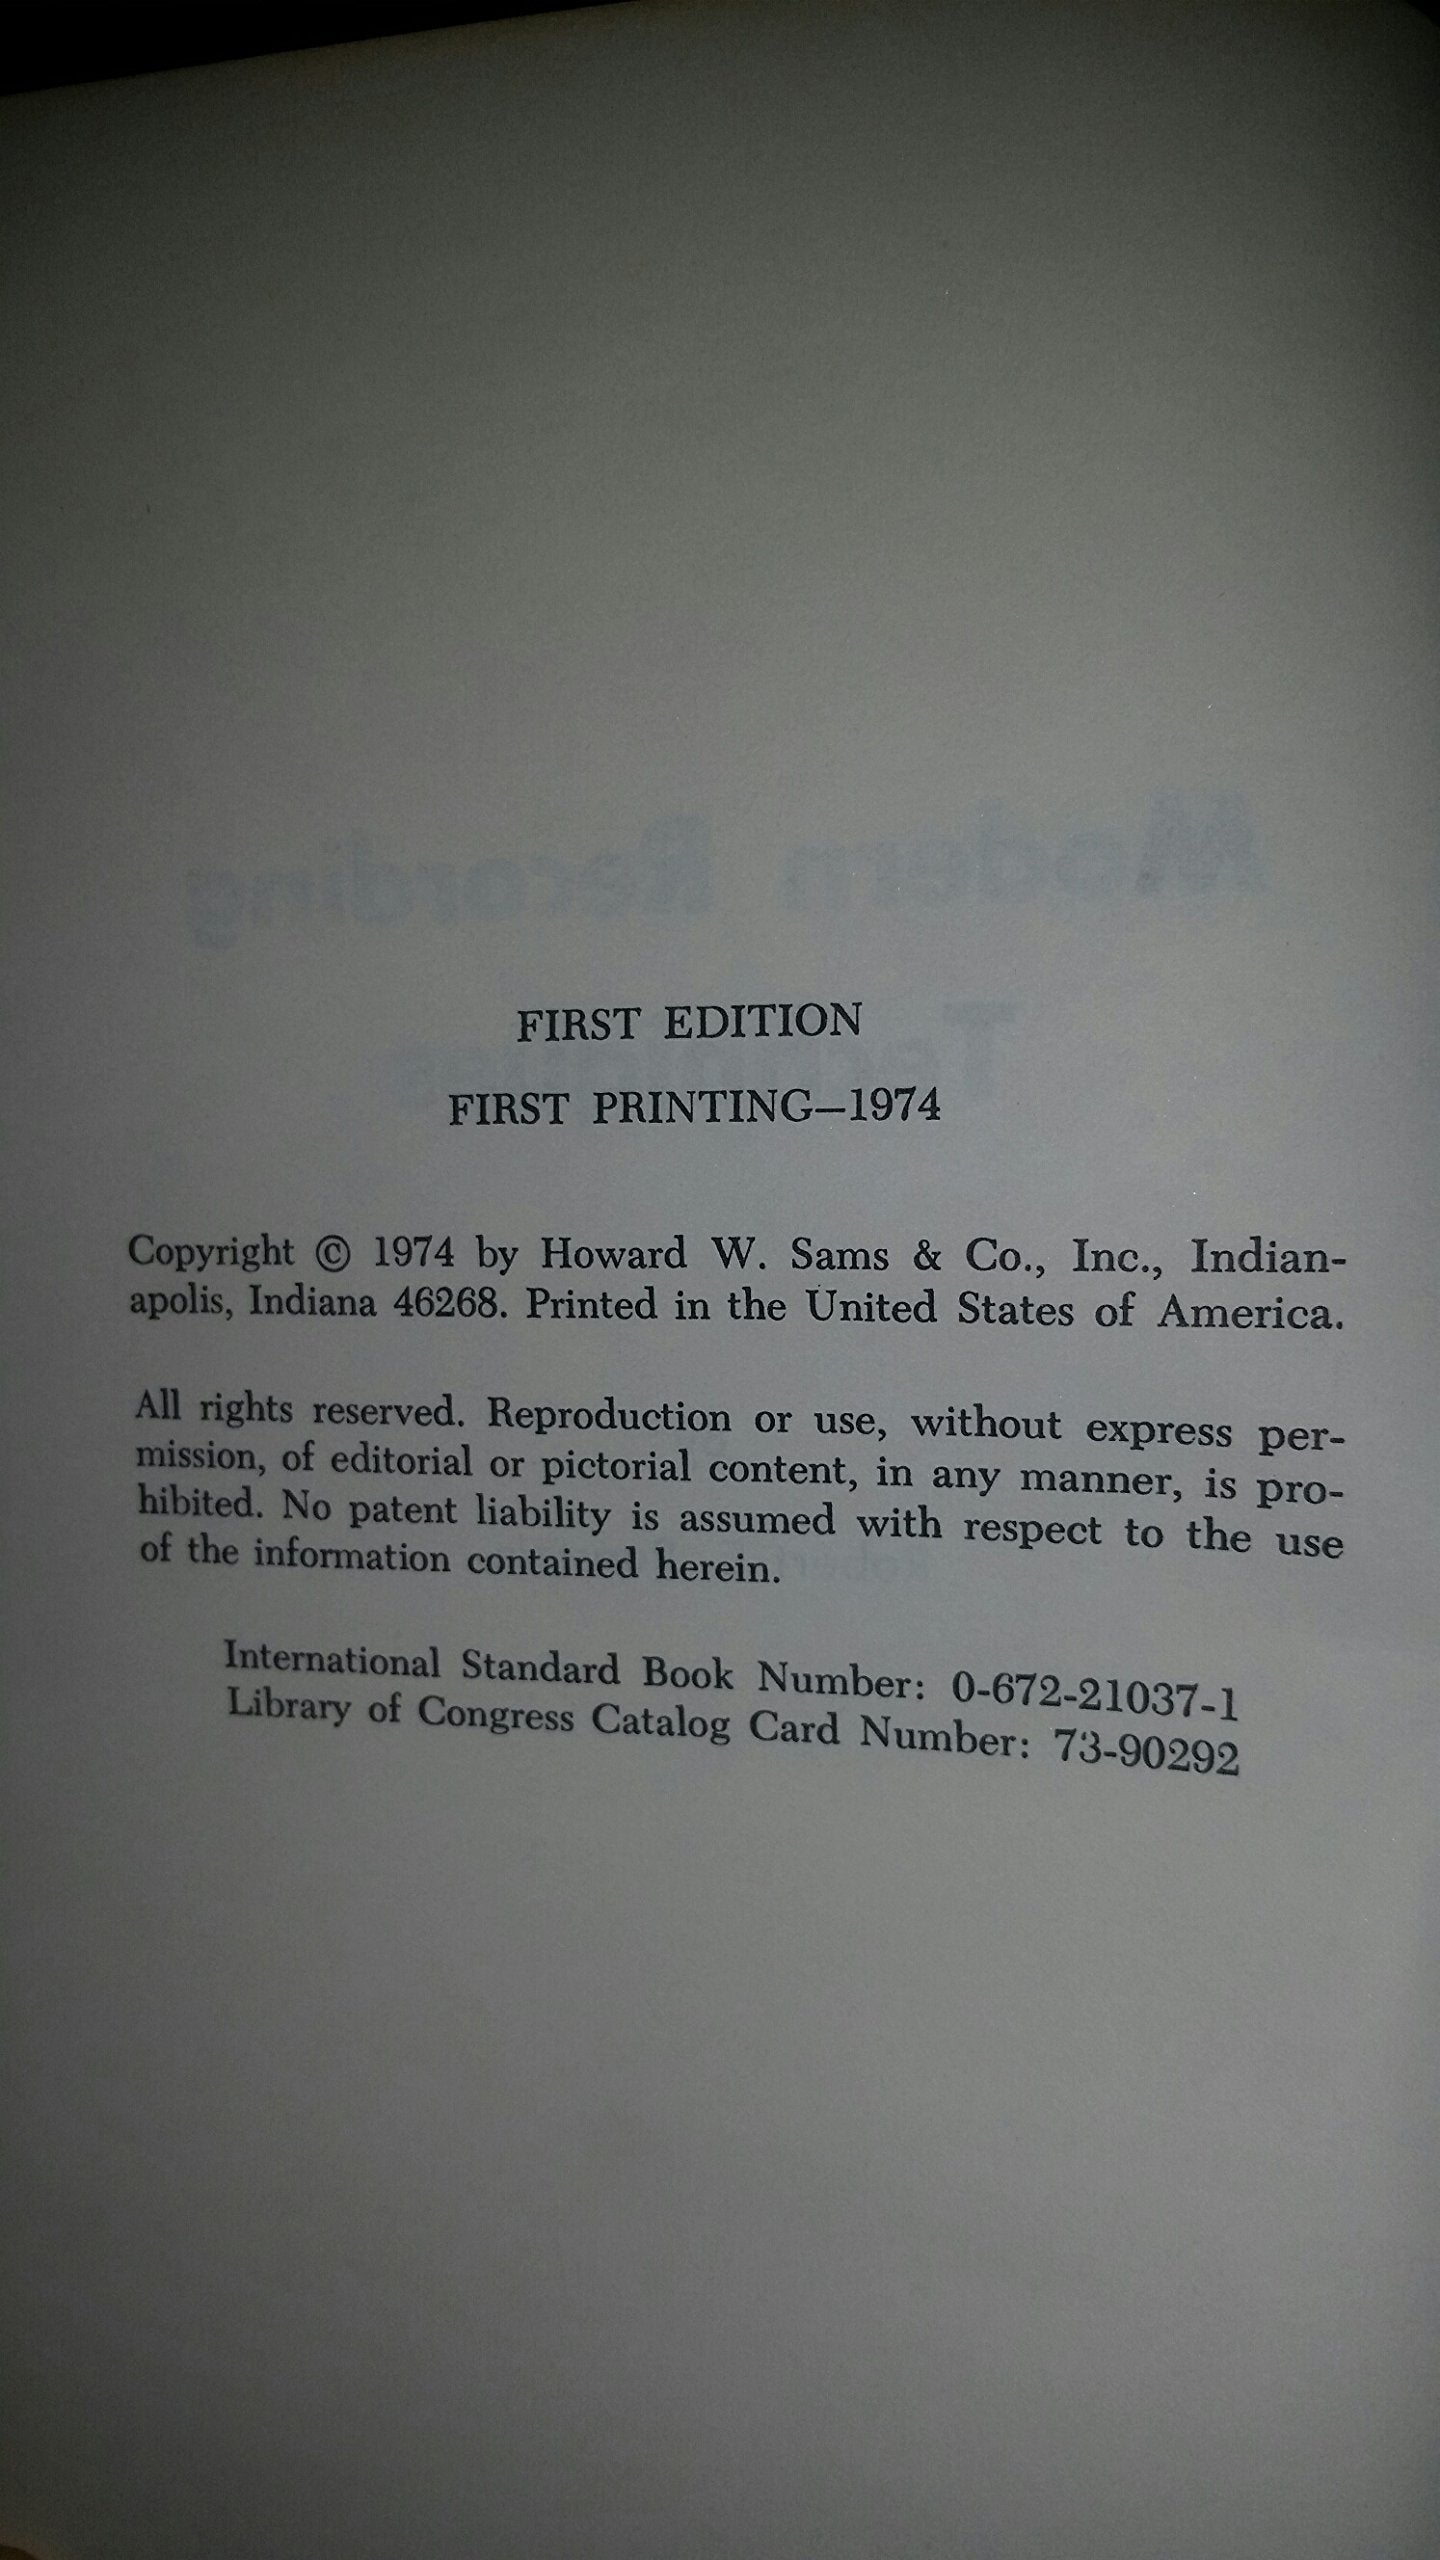 Modern Recording
FIRST EDITION
FIRST PRINTING—1974
Copyright © 1974 by Howard W. Sams & Co., Inc., Indian-
apolis, Indiana 46268. Printed in the United States of America.
All rights reserved. Reproduction or use, without express per-
mission, of editorial or pictorial content, in any manner, is pro-
hibited. No patent liability is assumed with respect to the use
of the information contained herein.
International Standard Book Number: 0-672-21037-1
Library of Congress Catalog Card Number: 73-90292